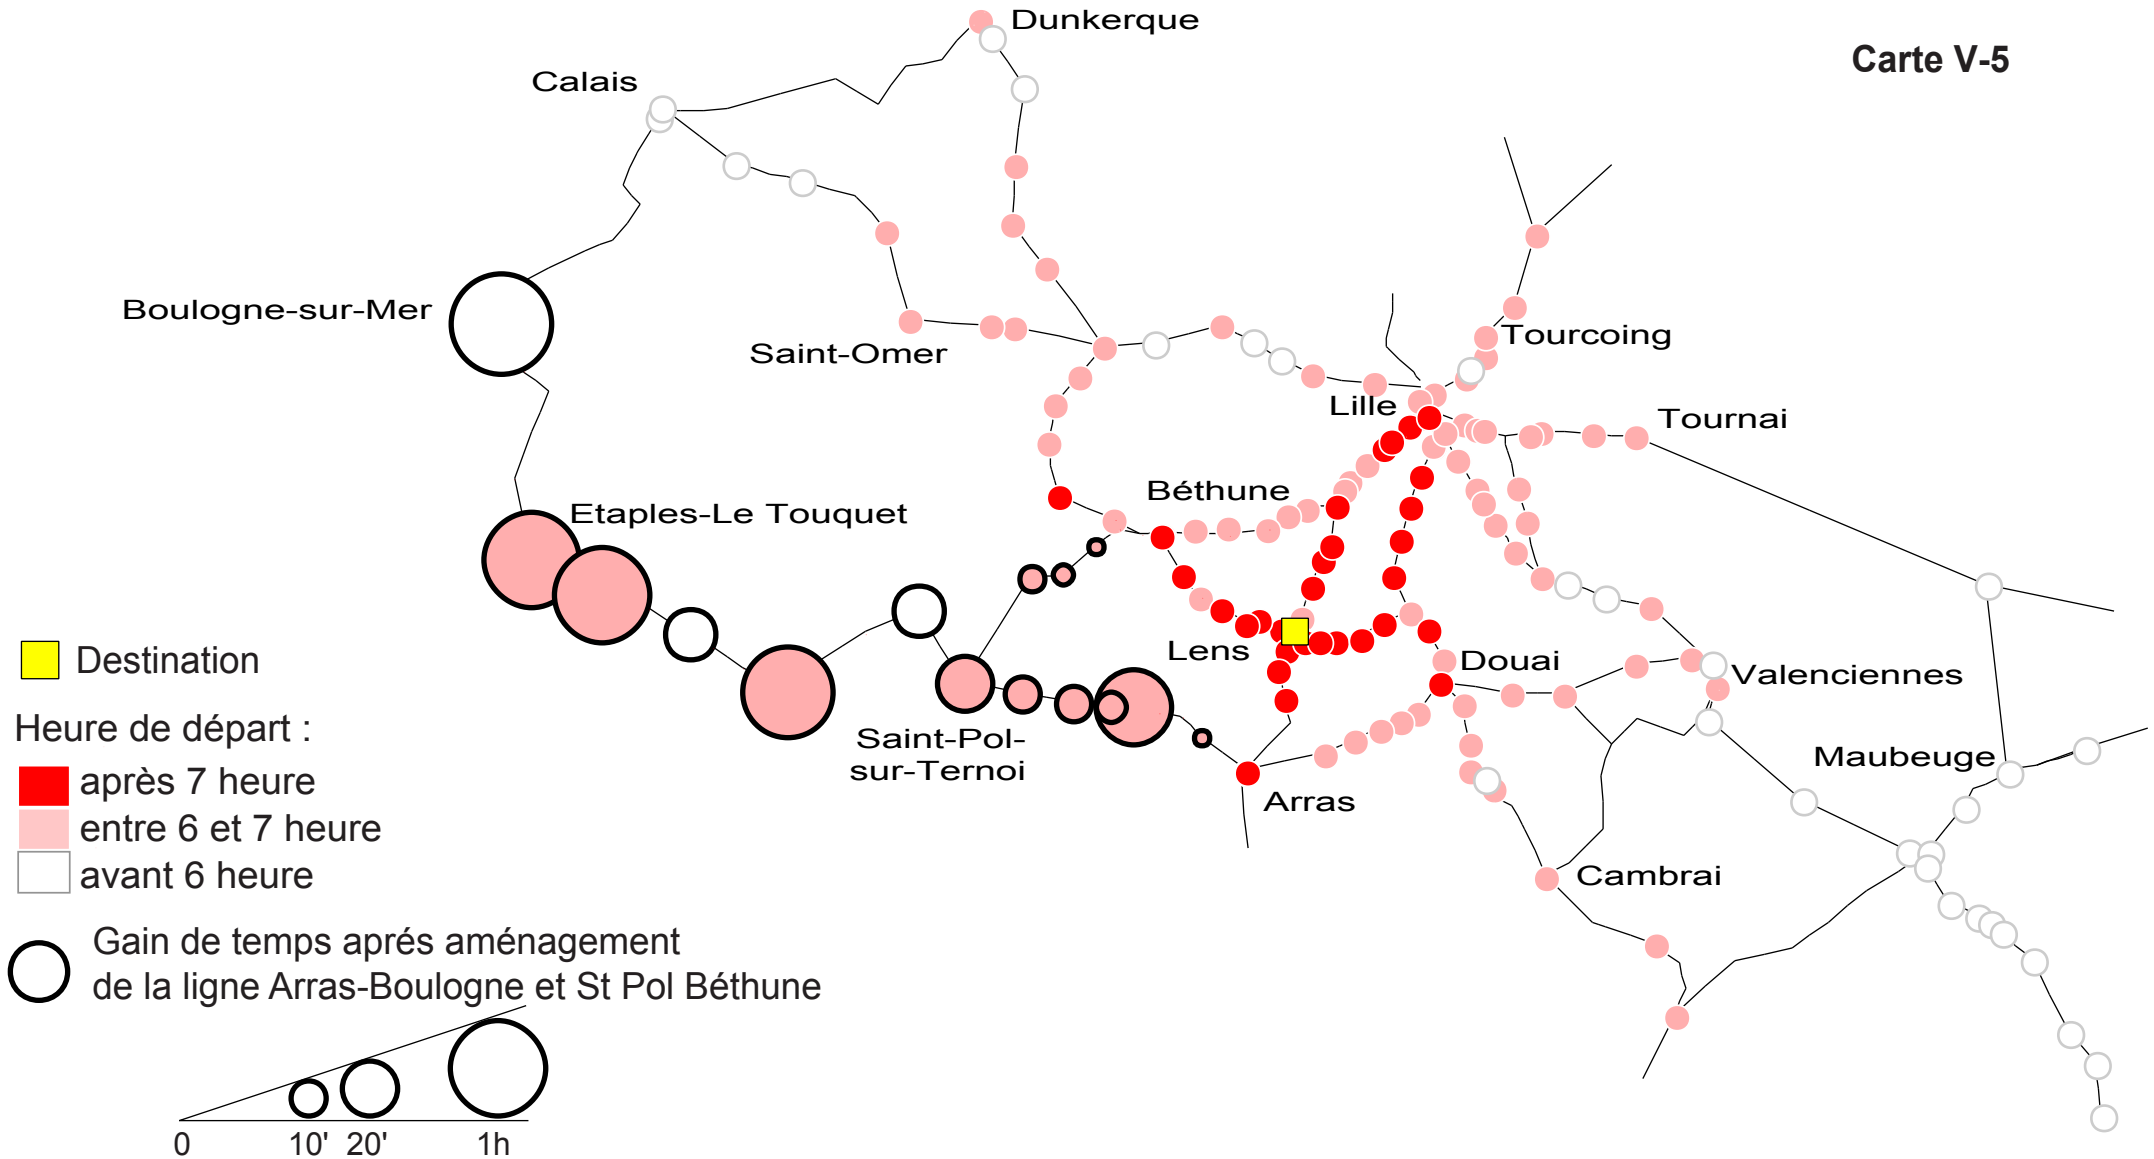 Dunkerque
Carte V-5
Calais
Boulogne-sur-Mer
Tourcoing
Saint-Omer
Lille
Tournai
Béthune
Etaples-Le Touquet
Lens
Douai
Valenciennes
Saint-Pol-
sur-Ternoi
Maubeuge
Arras
Cambrai
Destination
Heure de départ :
après 7 heure
entre 6 et 7 heure
avant 6 heure
Gain de temps aprés aménagement
de la ligne Arras-Boulogne et St Pol Béthune
0 10' 20' 1h